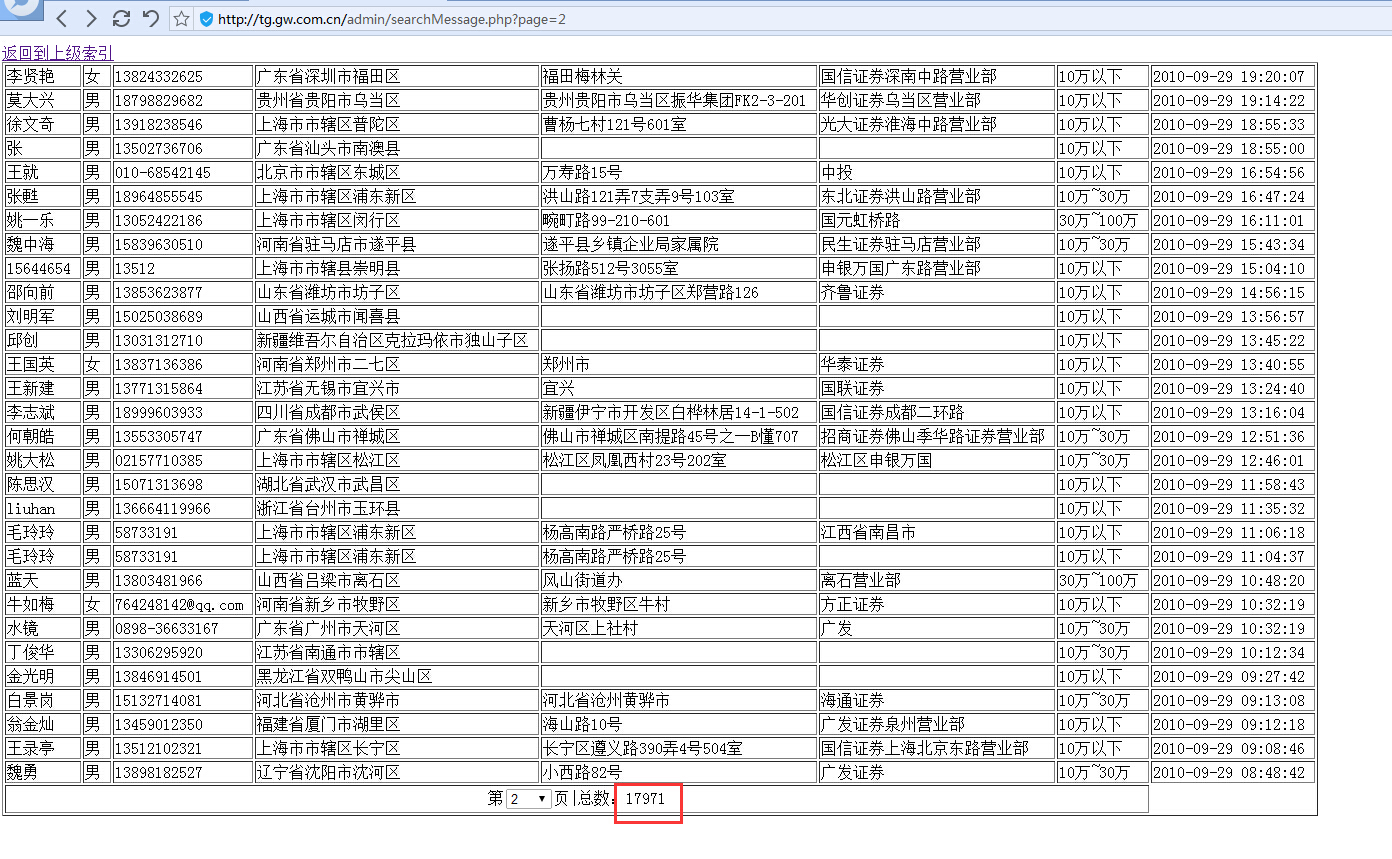 http://tg.gw.com.cn/admin/searchMessage.php?page=2
返回到上级索引
李贤艳 女 13824332625 广东省深圳市福田区 福田梅林关 国信证券深南中路营业部 10万以下 2010-09-29 19:20:07
莫大兴 男 18798829682 贵州省贵阳市乌当区 贵州贵阳市乌当区振华集团FK2-3-201 华创证券乌当区营业部 10万以下 2010-09-29 19:14:22
徐文奇 男 13918238546 上海市市辖区普陀区 曹杨七村121号601室 光大证券淮海中路营业部 10万以下 2010-09-29 18:55:33
张 男 13502736706 广东省汕头市南澳县 10万以下 2010-09-29 18:55:00
王就 男 010-68542145 北京市市辖区东城区 万寿路15号 中投 10万以下 2010-09-29 16:54:56
张甦 男 18964855545 上海市市辖区浦东新区 洪山路121弄7支弄9号103室 东北证券洪山路营业部 10万~30万 2010-09-29 16:47:24
姚一乐 男 13052422186 上海市市辖区闵行区 畹町路99-210-601 国元虹桥路 30万~100万 2010-09-29 16:11:01
魏中海 男 15839630510 河南省驻马店市遂平县 遂平县乡镇企业局家属院 民生证券驻马店营业部 10万~30万 2010-09-29 15:43:34
15644654 男 13512 上海市市辖县崇明县 张扬路512号3055室 申银万国广东路营业部 10万以下 2010-09-29 15:04:10
邵向前 男 13853623877 山东省潍坊市坊子区 山东省潍坊市坊子区郑营路126 齐鲁证券 10万以下 2010-09-29 14:56:15
刘明军 男 15025038689 山西省运城市闻喜县 10万以下 2010-09-29 13:56:57
邱创 男 13031312710 新疆维吾尔自治区克拉玛依市独山子区 10万以下 2010-09-29 13:45:22
王国英 女 13837136386 河南省郑州市二七区 郑州市 华泰证券 10万以下 2010-09-29 13:40:55
王新建 男 13771315864 江苏省无锡市宜兴市 宜兴 国联证券 10万以下 2010-09-29 13:24:40
李志斌 男 18999603933 四川省成都市武侯区 新疆伊宁市开发区白桦林居14-1-502 国信证券成都二环路 10万以下 2010-09-29 13:16:04
何朝皓 男 13553305747 广东省佛山市禅城区 佛山市禅城区南提路45号之一B懂707 招商证券佛山季华路证券营业部 10万~30万 2010-09-29 12:51:36
姚大松 男 02157710385 上海市市辖区松江区 松江区凤凰西村23号202室 松江区申银万国 10万~30万 2010-09-29 12:46:01
陈思汉 男 15071313698 湖北省武汉市武昌区 10万以下 2010-09-29 11:58:43
liuhan 男 136664119966 浙江省台州市玉环县 10万以下 2010-09-29 11:35:32
毛玲玲 男 58733191 上海市市辖区浦东新区 杨高南路严桥路25号 江西省南昌市 10万以下 2010-09-29 11:06:18
毛玲玲 男 58733191 上海市市辖区浦东新区 杨高南路严桥路25号 10万以下 2010-09-29 11:04:37
蓝天 男 13803481966 山西省吕梁市离石区 风山街道办 离石营业部 30万~100万 2010-09-29 10:48:20
牛如梅 女 764248142@qq.com 河南省新乡市牧野区 新乡市牧野区牛村 方正证券 10万以下 2010-09-29 10:32:19
水镜 男 0898-36633167 广东省广州市天河区 天河区上社村 广发 10万~30万 2010-09-29 10:32:19
丁俊华 男 13306295920 江苏省南通市市辖区 10万~30万 2010-09-29 10:12:34
金光明 男 13846914501 黑龙江省双鸭山市尖山区 10万以下 2010-09-29 09:27:42
白景岗 男 15132714081 河北省沧州市黄骅市 河北省沧州黄骅市 海通证券 10万~30万 2010-09-29 09:13:08
翁金灿 男 13459012350 福建省厦门市湖里区 海山路10号 广发证券泉州营业部 10万以下 2010-09-29 09:12:18
王录亭 男 13512102321 上海市市辖区长宁区 长宁区遵义路390弄4号504室 国信证券上海北京东路营业部 10万以下 2010-09-29 09:08:46
魏勇 男 13898182527 辽宁省沈阳市沈河区 小西路82号 广发证券 10万~30万 2010-09-29 08:48:42
第 2 页|总数: 17971